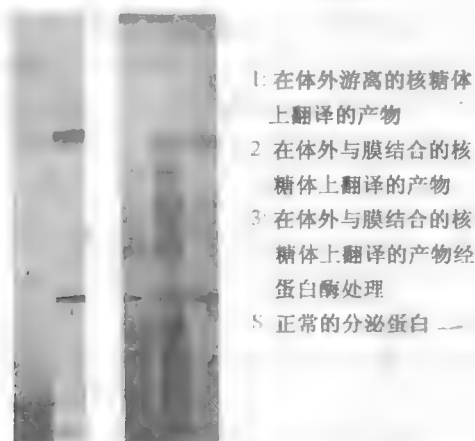 1: 在体外游离的核糖体
上翻译的产物
2 在体外与膜结合的核
糖体上翻译的产物
3: 在体外与膜结合的核
糖体上翻译的产物经
蛋白酶处理
S 正常的分泌蛋白